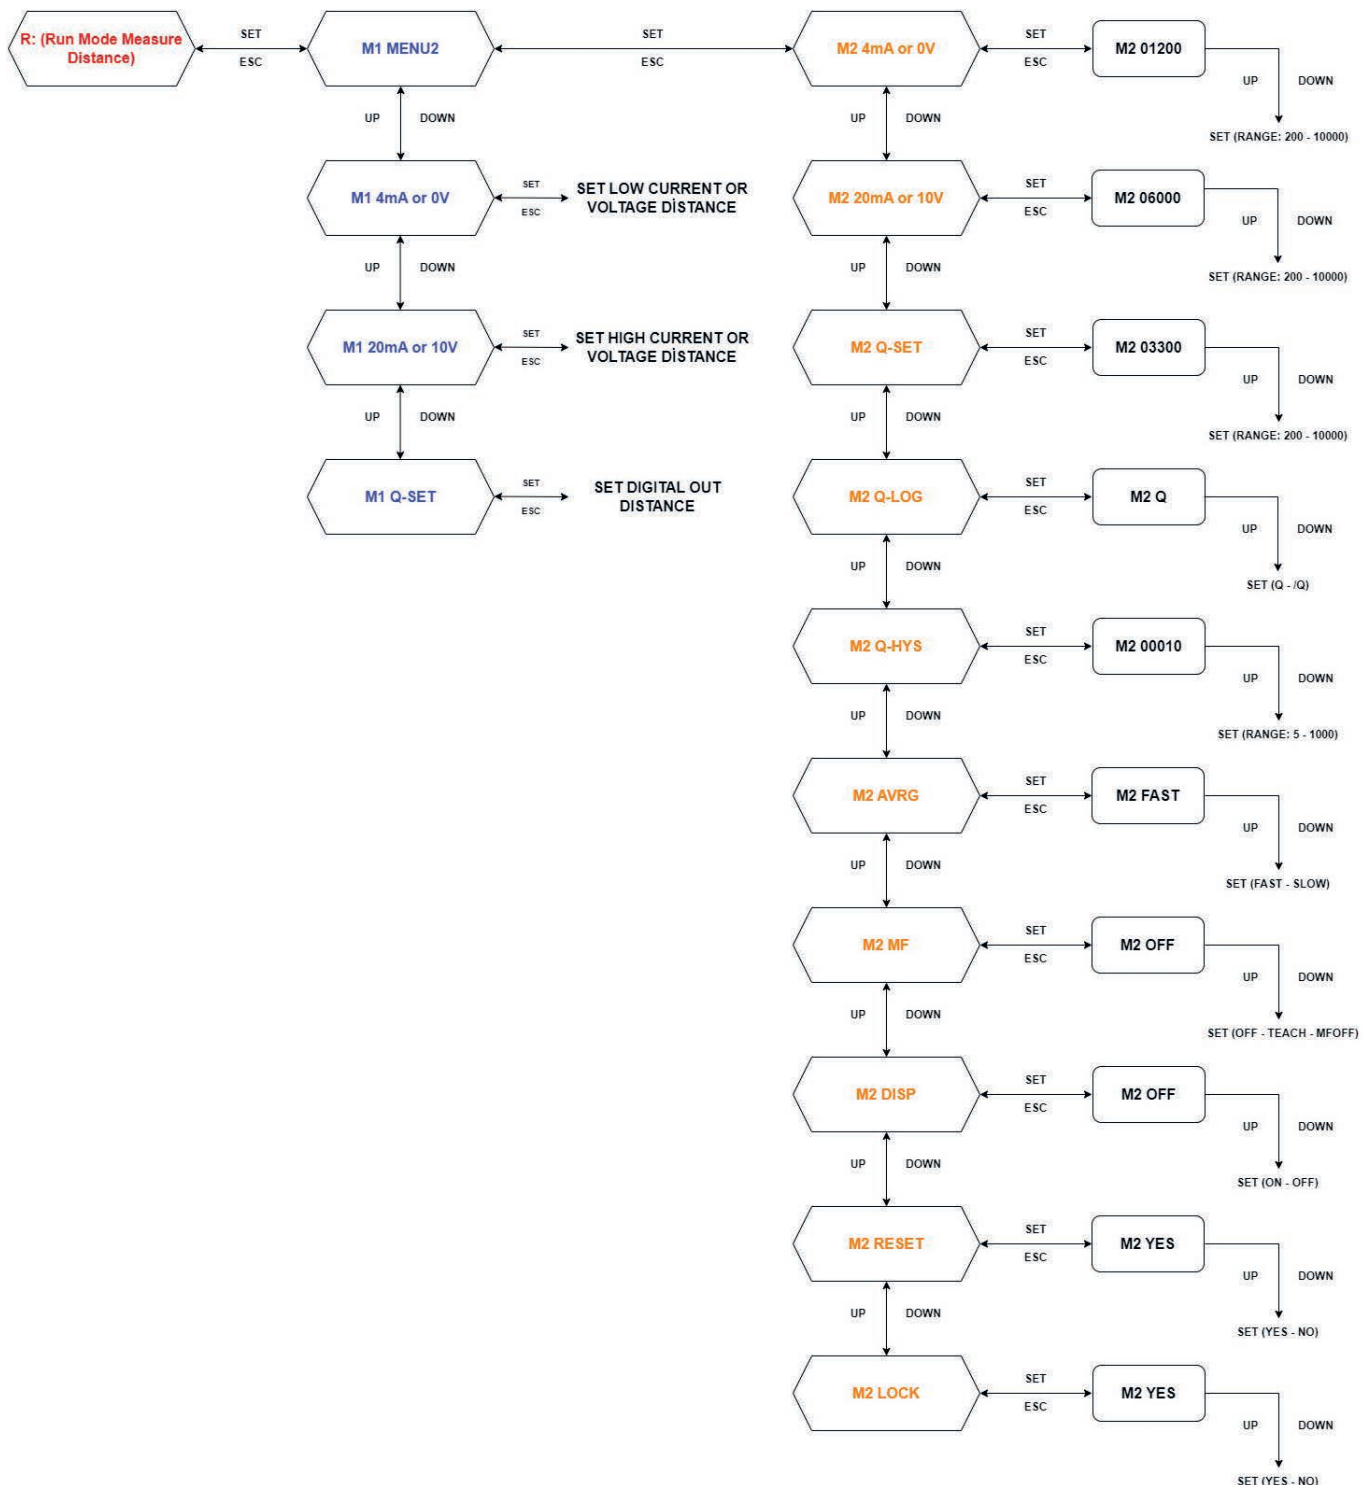 R: (Run Mode Measure
Distance)
SET
ESC
M1 MENU2
SET
ESC
M2 4mA or 0V
SET
ESC
M2 01200
UP DOWN
SET (RANGE: 200 - 10000)
UP DOWN
UP DOWN
M1 4mA or 0V
SET
ESC
SET LOW CURRENT OR
VOLTAGE DİSTANCE
M2 20mA or 10V
SET
ESC
M2 06000
UP DOWN
SET (RANGE: 200 - 10000)
UP DOWN
UP DOWN
M1 20mA or 10V
SET
ESC
SET HIGH CURRENT OR
VOLTAGE DİSTANCE
M2 Q-SET
SET
ESC
M2 03300
UP DOWN
SET (RANGE: 200 - 10000)
UP DOWN
UP DOWN
M1 Q-SET
SET
ESC
SET DIGITAL OUT
DISTANCE
M2 Q-LOG
SET
ESC
M2 Q
UP DOWN
SET (Q - /Q)
UP DOWN
M2 Q-HYS
SET
ESC
M2 00010
UP DOWN
SET (RANGE: 5 - 1000)
UP DOWN
M2 AVRG
SET
ESC
M2 FAST
UP DOWN
SET (FAST - SLOW)
UP DOWN
M2 MF
SET
ESC
M2 OFF
UP DOWN
SET (OFF - TEACH - MFOFF)
UP DOWN
M2 DISP
SET
ESC
M2 OFF
UP DOWN
SET (ON - OFF)
UP DOWN
M2 RESET
SET
ESC
M2 YES
UP DOWN
SET (YES - NO)
UP DOWN
M2 LOCK
SET
ESC
M2 YES
UP DOWN
SET (YES - NO)